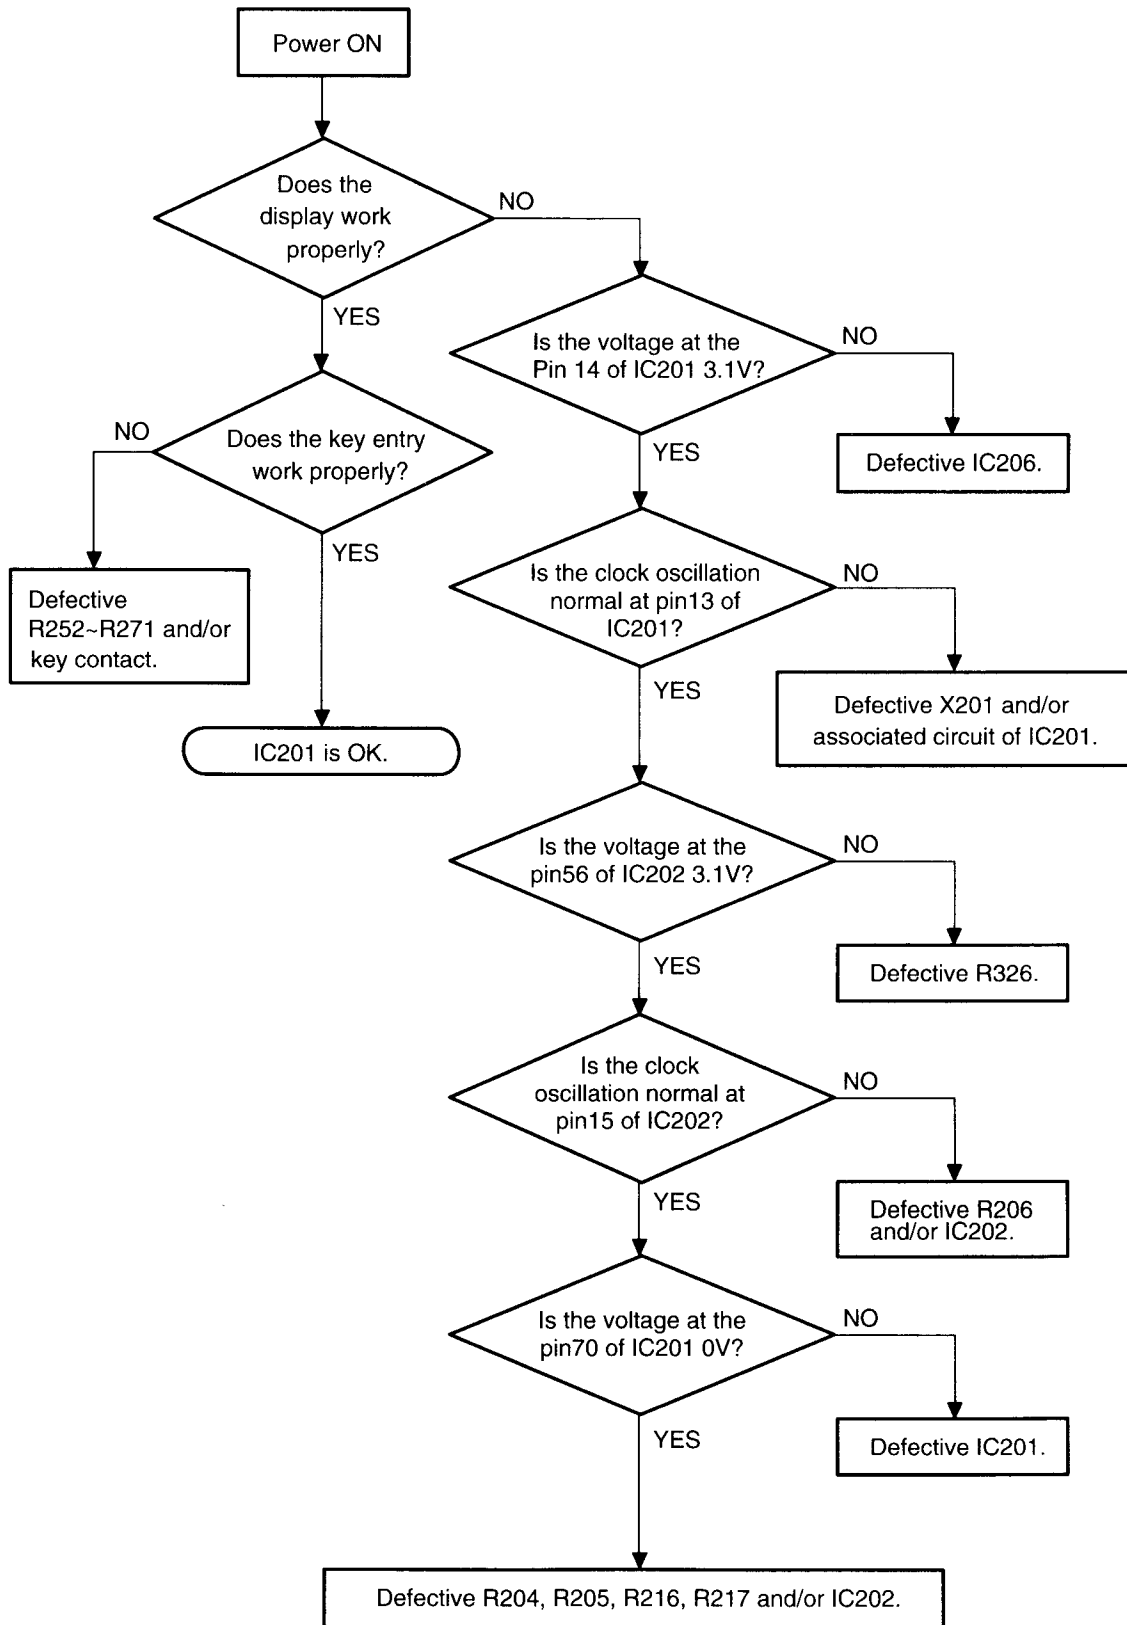 Power ON
Does the
display work
properly?
NO
YES
Is the voltage at the
Pin 14 of IC201 3.1V?
NO
YES
Defective IC206.
NO
Does the key entry
work properly?
YES
Defective
R252~R271 and/or
key contact.
IC201 is OK.
Is the clock oscillation
normal at pin13 of
IC201?
NO
YES
Defective X201 and/or
associated circuit of IC201.
Is the voltage at the
pin56 of IC202 3.1V?
NO
YES
Defective R326.
Is the clock
oscillation normal at
pin15 of IC202?
NO
YES
Defective R206
and/or IC202.
Is the voltage at the
pin70 of IC201 0V?
NO
YES
Defective IC201.
Defective R204, R205, R216, R217 and/or IC202.